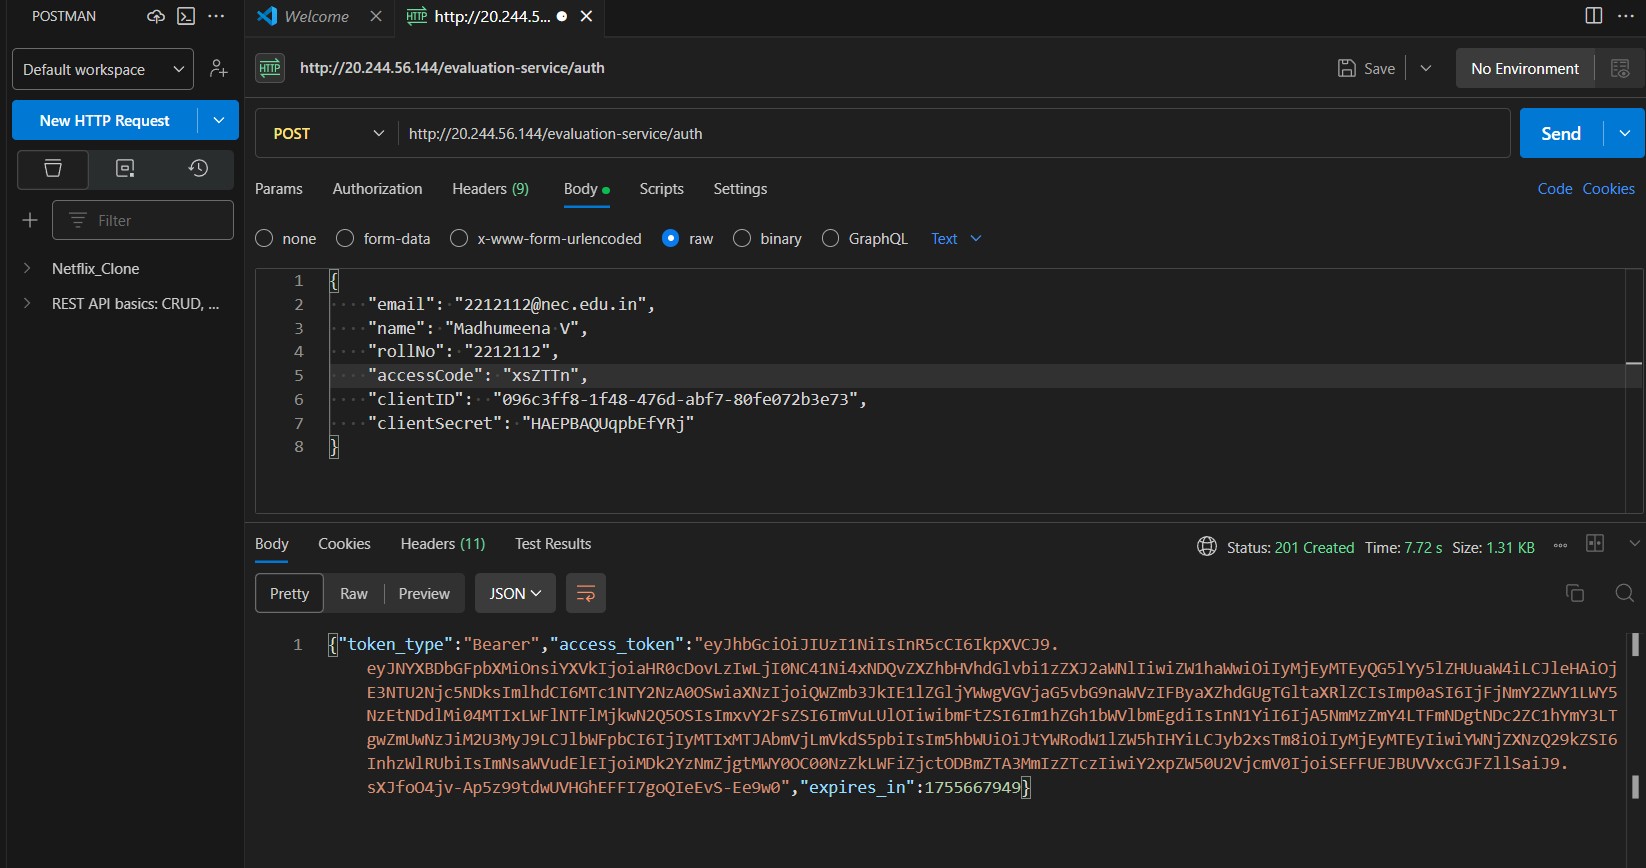 POSTMAN
Welcome
http://20.244.5...
Default workspace
http://20.244.56.144/evaluation-service/auth
Save
No Environment
New HTTP Request
POST
http://20.244.56.144/evaluation-service/auth
Send
Params Authorization Headers (9) Body Scripts Settings
Code Cookies
Filter
none form-data x-www-form-urlencoded raw binary GraphQL Text
Netflix_Clone
REST API basics: CRUD, ...
1 {
2 ····"email":·"2212112@nec.edu.in",
3 ····"name":·"Madhumeena·V",
4 ····"rollNo":·"2212112",
5 ····"accessCode":·"xsZTTn",
6 ····"clientID":··"096c3ff8-1f48-476d-abf7-80fe072b3e73",
7 ····"clientSecret":·"HAEPBAQUqpbEfYRj"
8 }
Body Cookies Headers (11) Test Results
Status: 201 Created Time: 7.72 s Size: 1.31 KB
Pretty Raw Preview JSON
1 {"token_type":"Bearer","access_token":"eyJhbGciOiJIUzI1NiIsInR5cCI6IkpXVCJ9.
eyJNYXBDbGFpbXMiOnsiYXVkIjoiaHR0cDovLzIwLjI0NC41Ni4xNDQvZXZhbHVhdGlvbi1zZXJ2aWNlIiwiZW1haWwiOiIyMjEyMTEyQG5lYy5lZHUuaW4iLCJleHAiOj
E3NTU2Njc5NDksImlhdCI6MTc1NTY2NzA0OSwiaXNzIjoiQWZmb3JkIE1lZGljYWwgVGVjaG5vbG9naWVzIFByaXZhdGUgTGltaXRlZCIsImp0aSI6IjFjNmY2ZWY1LWY5
NzEtNDdlMi04MTIxLWFlNTFlMjkwN2Q5OSIsImxvY2FsZSI6ImVuLUlOIiwibmFtZSI6Im1hZGh1bWVlbmEgdiIsInN1YiI6IjA5NmMzZmY4LTFmNDgtNDc2ZC1hYmY3LT
gwZmUwNzJiM2U3MyJ9LCJlbWFpbCI6IjIyMTIxMTJAbmVjLmVkdS5pbiIsIm5hbWUiOiJtYWRodW1lZW5hIHYiLCJyb2xsTm8iOiIyMjEyMTEyIiwiYWNjZXNzQ29kZSI6
InhzWlRUbiIsImNsaWVudElEIjoiMDk2YzNmZjgtMWY0OC00NzZkLWFiZjctODBmZTA3MmIzZTczIiwiY2xpZW50U2VjcmV0IjoiSEFFUEJBUVVxcGJFZllSaiJ9.
sXJfoO4jv-Ap5z99tdwUVHGhEFFI7goQIeEvS-Ee9w0","expires_in":1755667949}